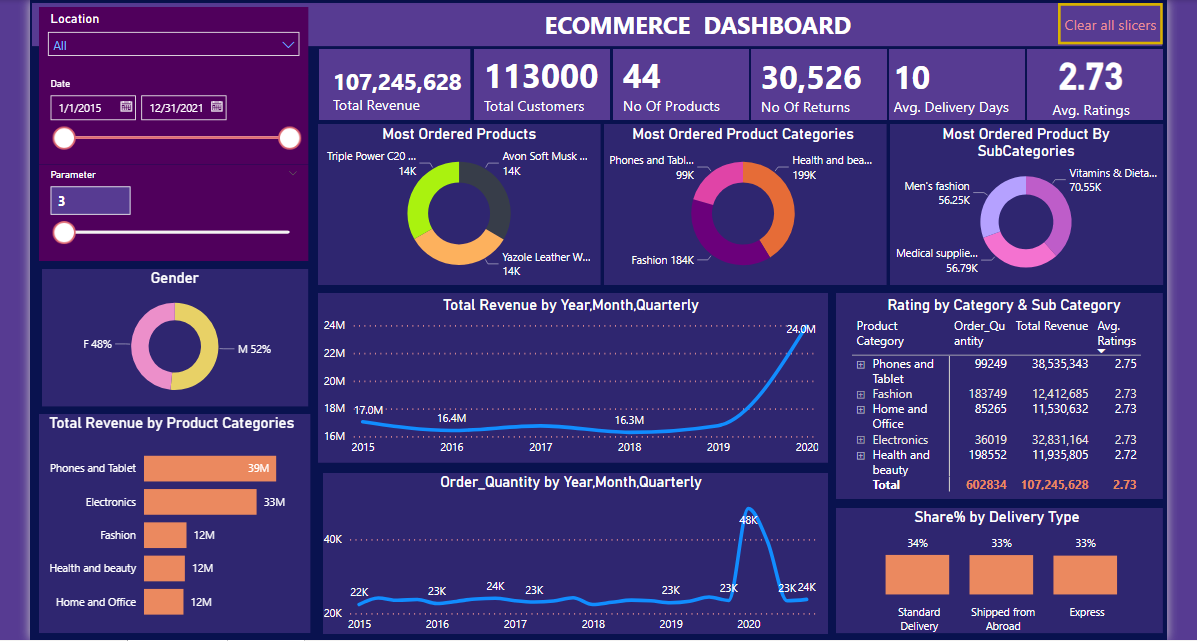 Location
All
Date
1/1/2015
12/31/2021
Parameter
3
ECOMMERCE DASHBOARD
Clear all slicers
107,245,628
Total Revenue
113000
Total Customers
44
No Of Products
30,526
No Of Returns
10
Avg. Delivery Days
2.73
Avg. Ratings
Most Ordered Products
Triple Power C20 ...
14K
Avon Soft Musk ...
14K
Yazole Leather W...
14K
Most Ordered Product Categories
Phones and Tabl...
99K
Health and bea...
199K
Fashion 184K
Most Ordered Product By
SubCategories
Men's fashion
56.25K
Vitamins & Dieta...
70.55K
Medical supplie...
56.79K
Gender
F 48%
M 52%
Total Revenue by Product Categories
Phones and Tablet
39M
Electronics
33M
Fashion
12M
Health and beauty
12M
Home and Office
12M
Total Revenue by Year,Month,Quarterly
24M
22M
20M
18M
16M
17.0M
16.4M
16.3M
24.0M
2015
2016
2017
2018
2019
2020
Order_Quantity by Year,Month,Quarterly
40K
20K
22K
23K
24K
23K
23K
23K
48K
23K
24K
2015
2016
2017
2018
2019
2020
Rating by Category & Sub Category
Product
Category
Order_Qu
antity
Total Revenue
Avg.
Ratings
Phones and
Tablet
99249
38,535,343
2.75
Fashion
183749
12,412,685
2.73
Home and
Office
85265
11,530,632
2.73
Electronics
36019
32,831,164
2.73
Health and
beauty
198552
11,935,805
2.72
Total
602834
107,245,628
2.73
Share% by Delivery Type
34%
33%
33%
Standard
Delivery
Shipped from
Abroad
Express